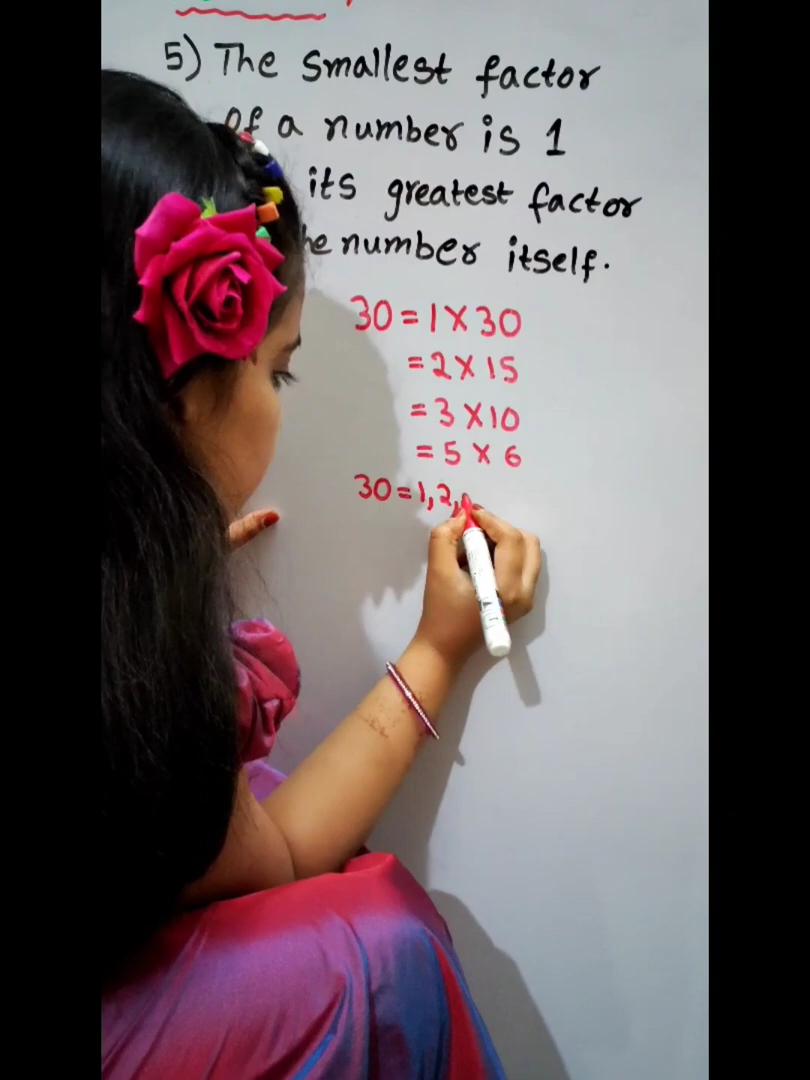 5) The smallest factor
of a number is 1
its greatest factor
he number itself.
30 = 1 X 30
= 2 X 15
= 3 X 10
= 5 X 6
30 = 1, 2,